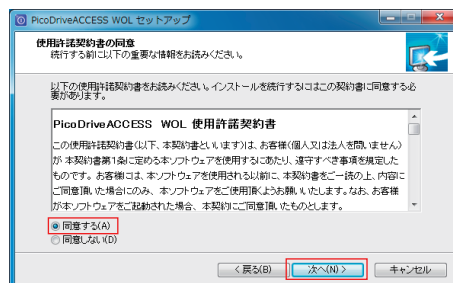 PicoDriveACCESS WOL セットアップ
使用許諾契約書の同意
続行する前に以下の重要な情報をお読みください。
以下の使用許諾契約書をお読みください。インストールを続行するにはこの契約書に同意する必
要があります。
PicoDriveACCESS WOL 使用許諾契約書
この使用許諾契約書(以下、本契約書といいます)は、お客様(個人又は法人を問いません)
が 本契約書第1条に定める本ソフトウェアを使用するにあたり、遵守すべき事項を規定した
ものです。お客様には、本ソフトウェアを使用される以前に、本契約書をご一読の上、内容に
ご同意頂いた場合にのみ、本ソフトウェアをご使用頂くようお願いいたします。なお、お客様
が本ソフトウェアをご起動された場合、本契約にご同意頂いたものとします。
同意する(A)
同意しない(D)
< 戻る(B)
次へ(N) >
キャンセル